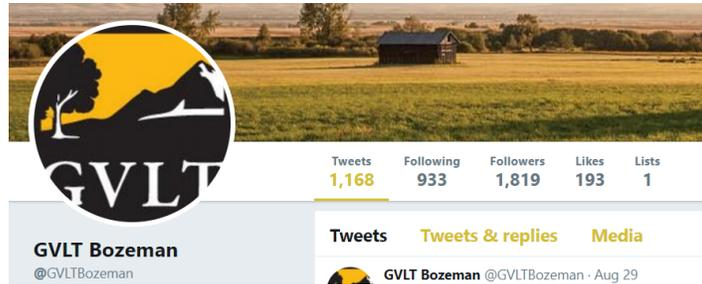 GVLT
Tweets Following Followers Likes Lists
1,168 933 1,819 193 1
GVLT Bozeman
@GVLTBozeman
Tweets Tweets & replies Media
GVLT Bozeman @GVLTBozeman · Aug 29